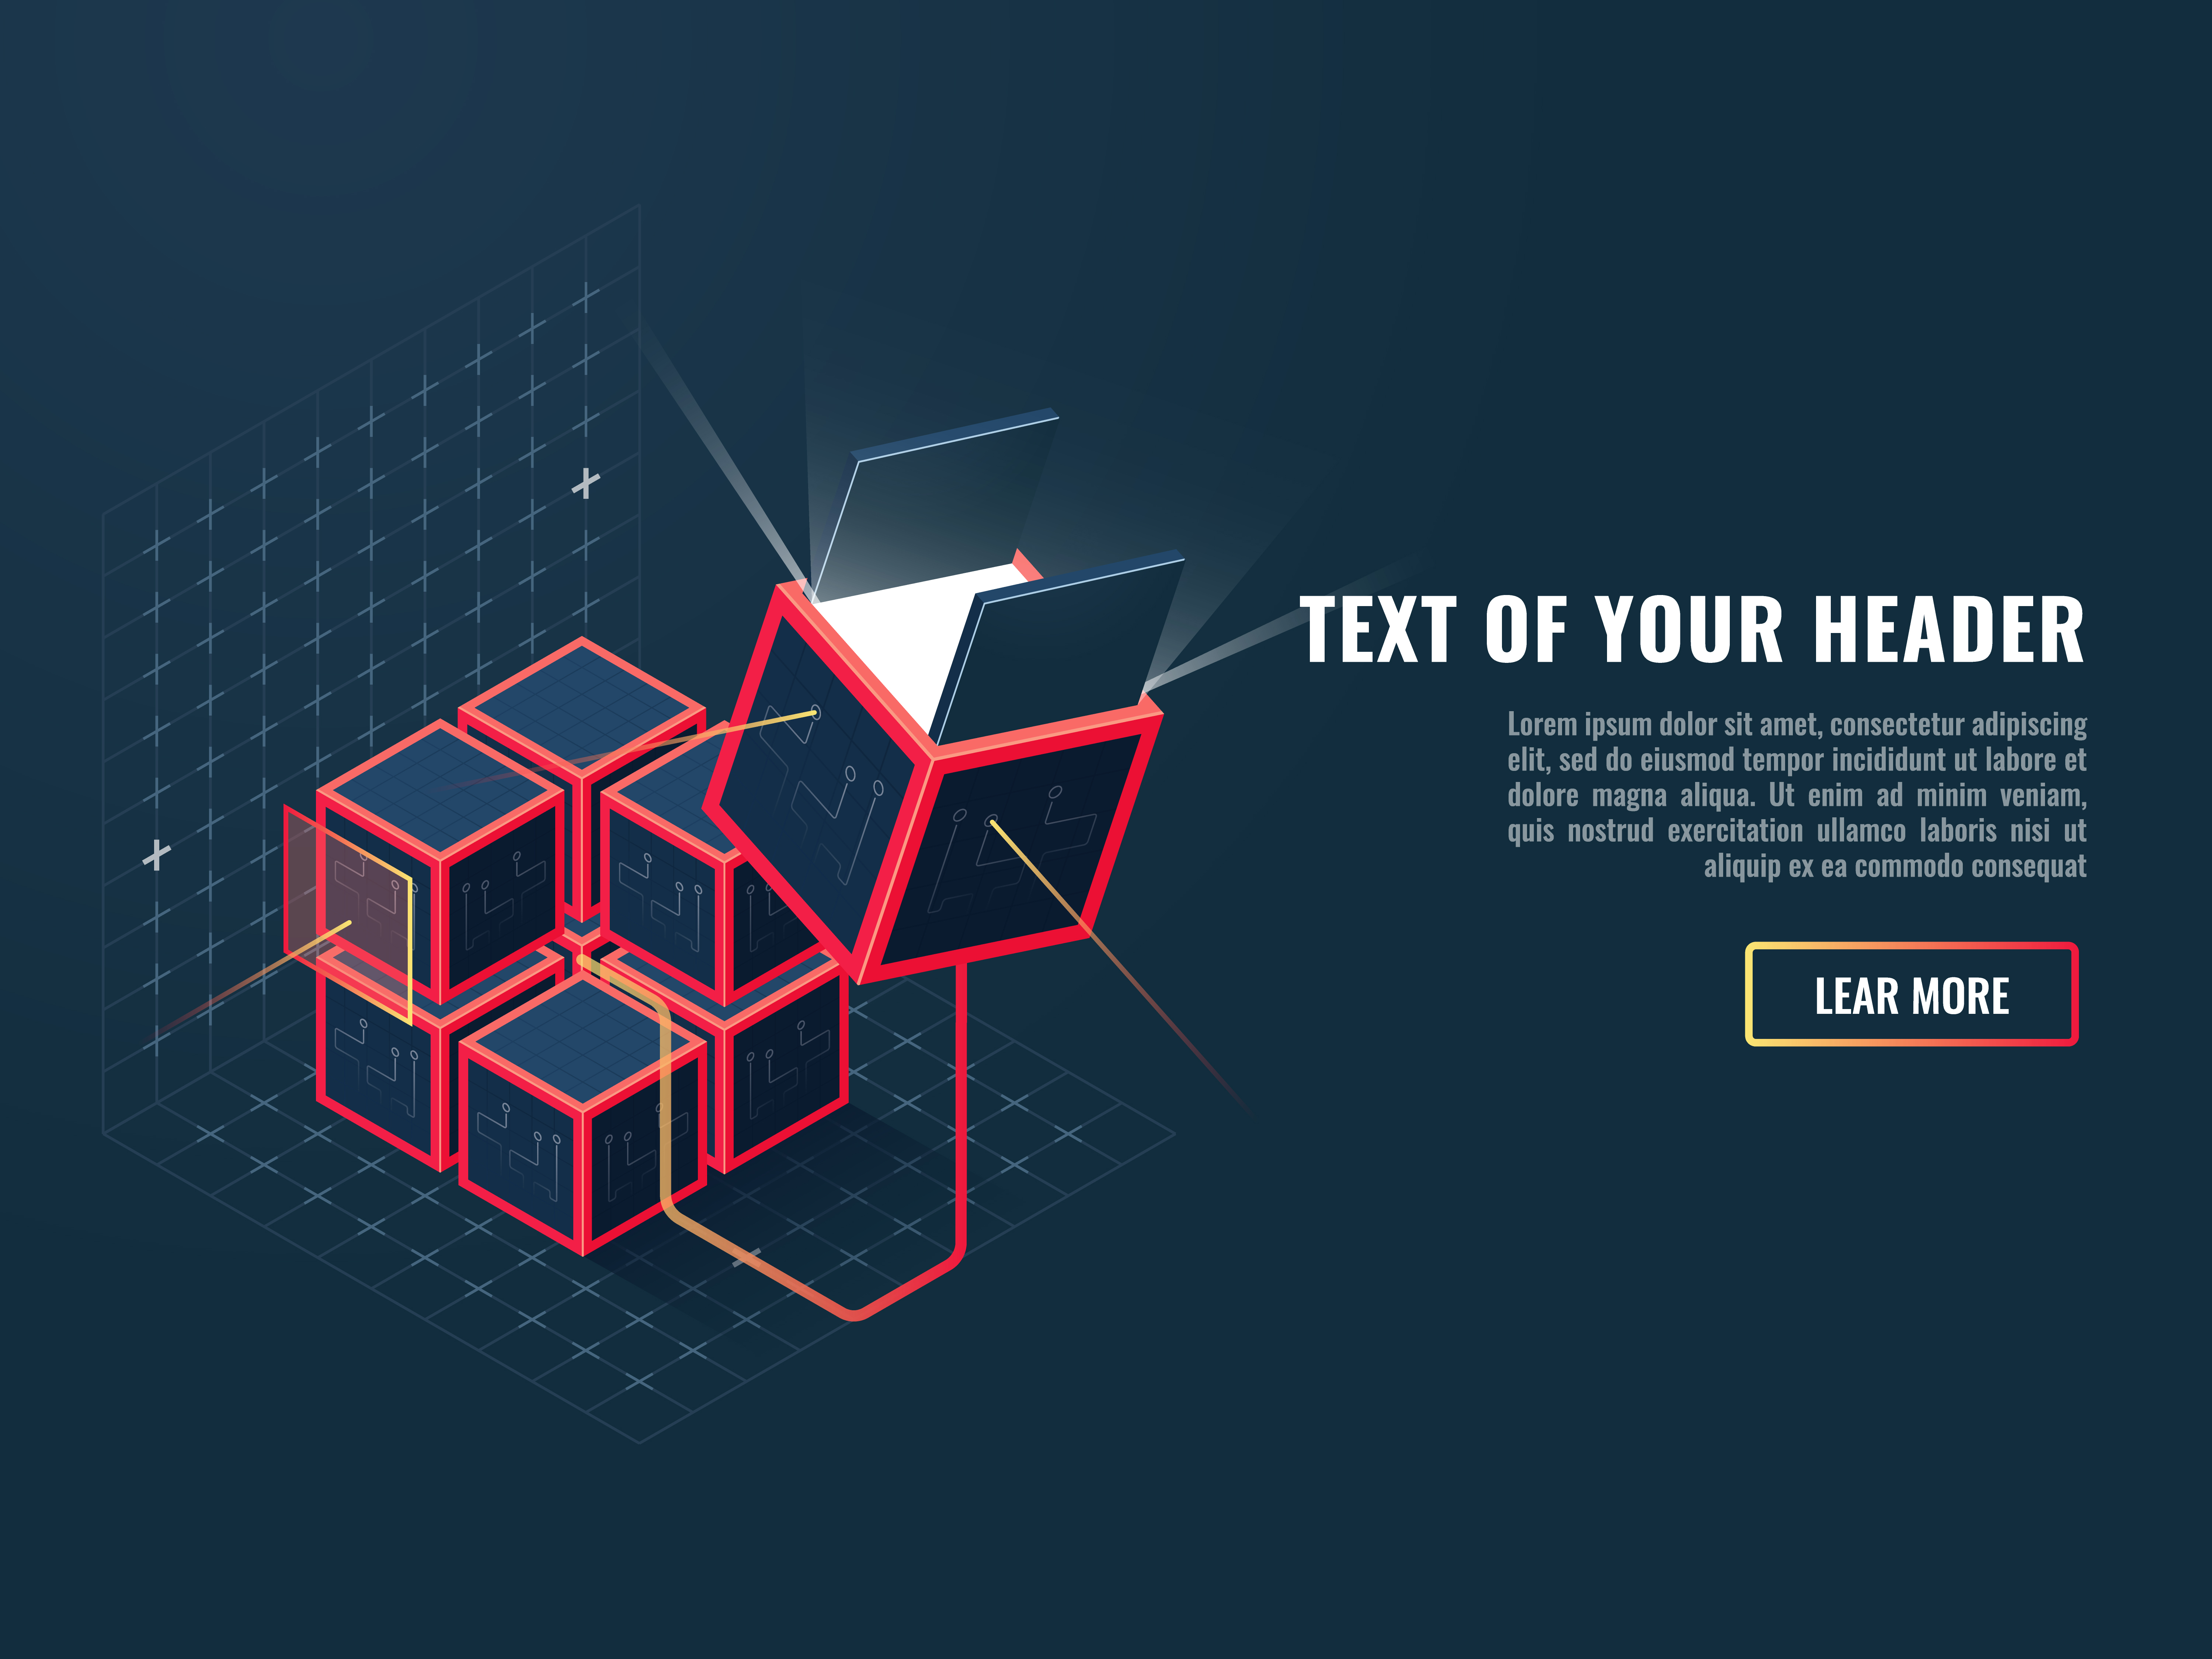 TEXT OF YOUR HEADER
Lorem ipsum dolor sit amet, consectetur adipiscing
elit, sed do eiusmod tempor incididunt ut labore et
dolore magna aliqua. Ut enim ad minim veniam,
quis nostrud exercitation ullamco laboris nisi ut
aliquip ex ea commodo consequat
LEAR MORE